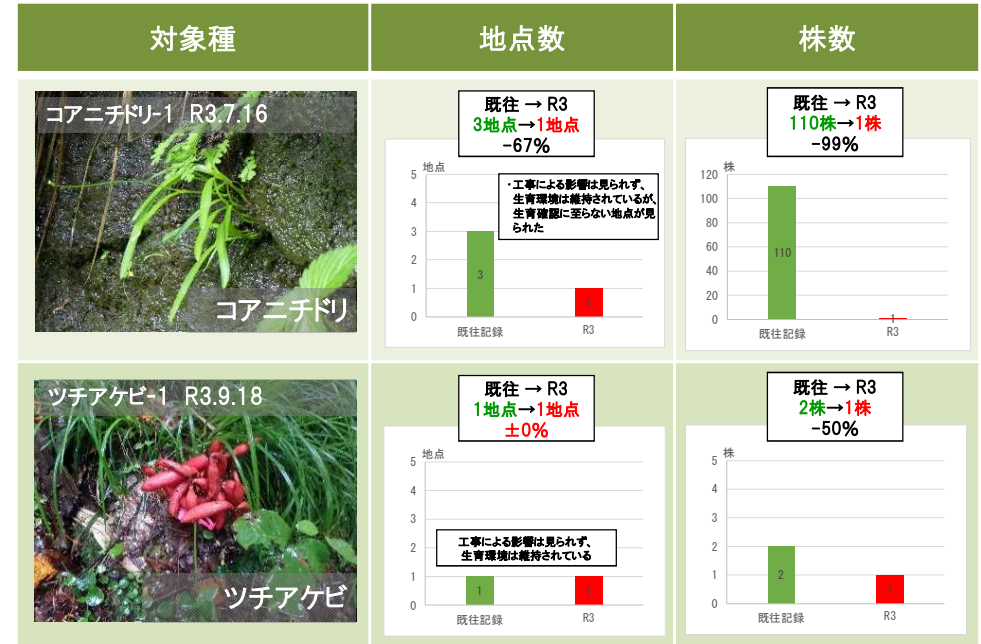 対象種
地点数
株数
コアニチドリ-1 R3.7.16
コアニチドリ
既往 → R3
3地点→1地点
-67%
地点
5
4
3
2
1
0
・工事による影響は見られず、
生育環境は維持されているが、
生育確認に至らない地点が見
られた
3
1
既往記録
R3
既往 → R3
110株→1株
-99%
株
120
100
80
60
40
20
0
110
1
既往記録
R3
ツチアケビ-1 R3.9.18
ツチアケビ
既往 → R3
1地点→1地点
±0%
地点
5
4
3
2
1
0
工事による影響は見られず、
生育環境は維持されている
1
1
既往記録
R3
既往 → R3
2株→1株
-50%
株
5
4
3
2
1
0
2
1
既往記録
R3